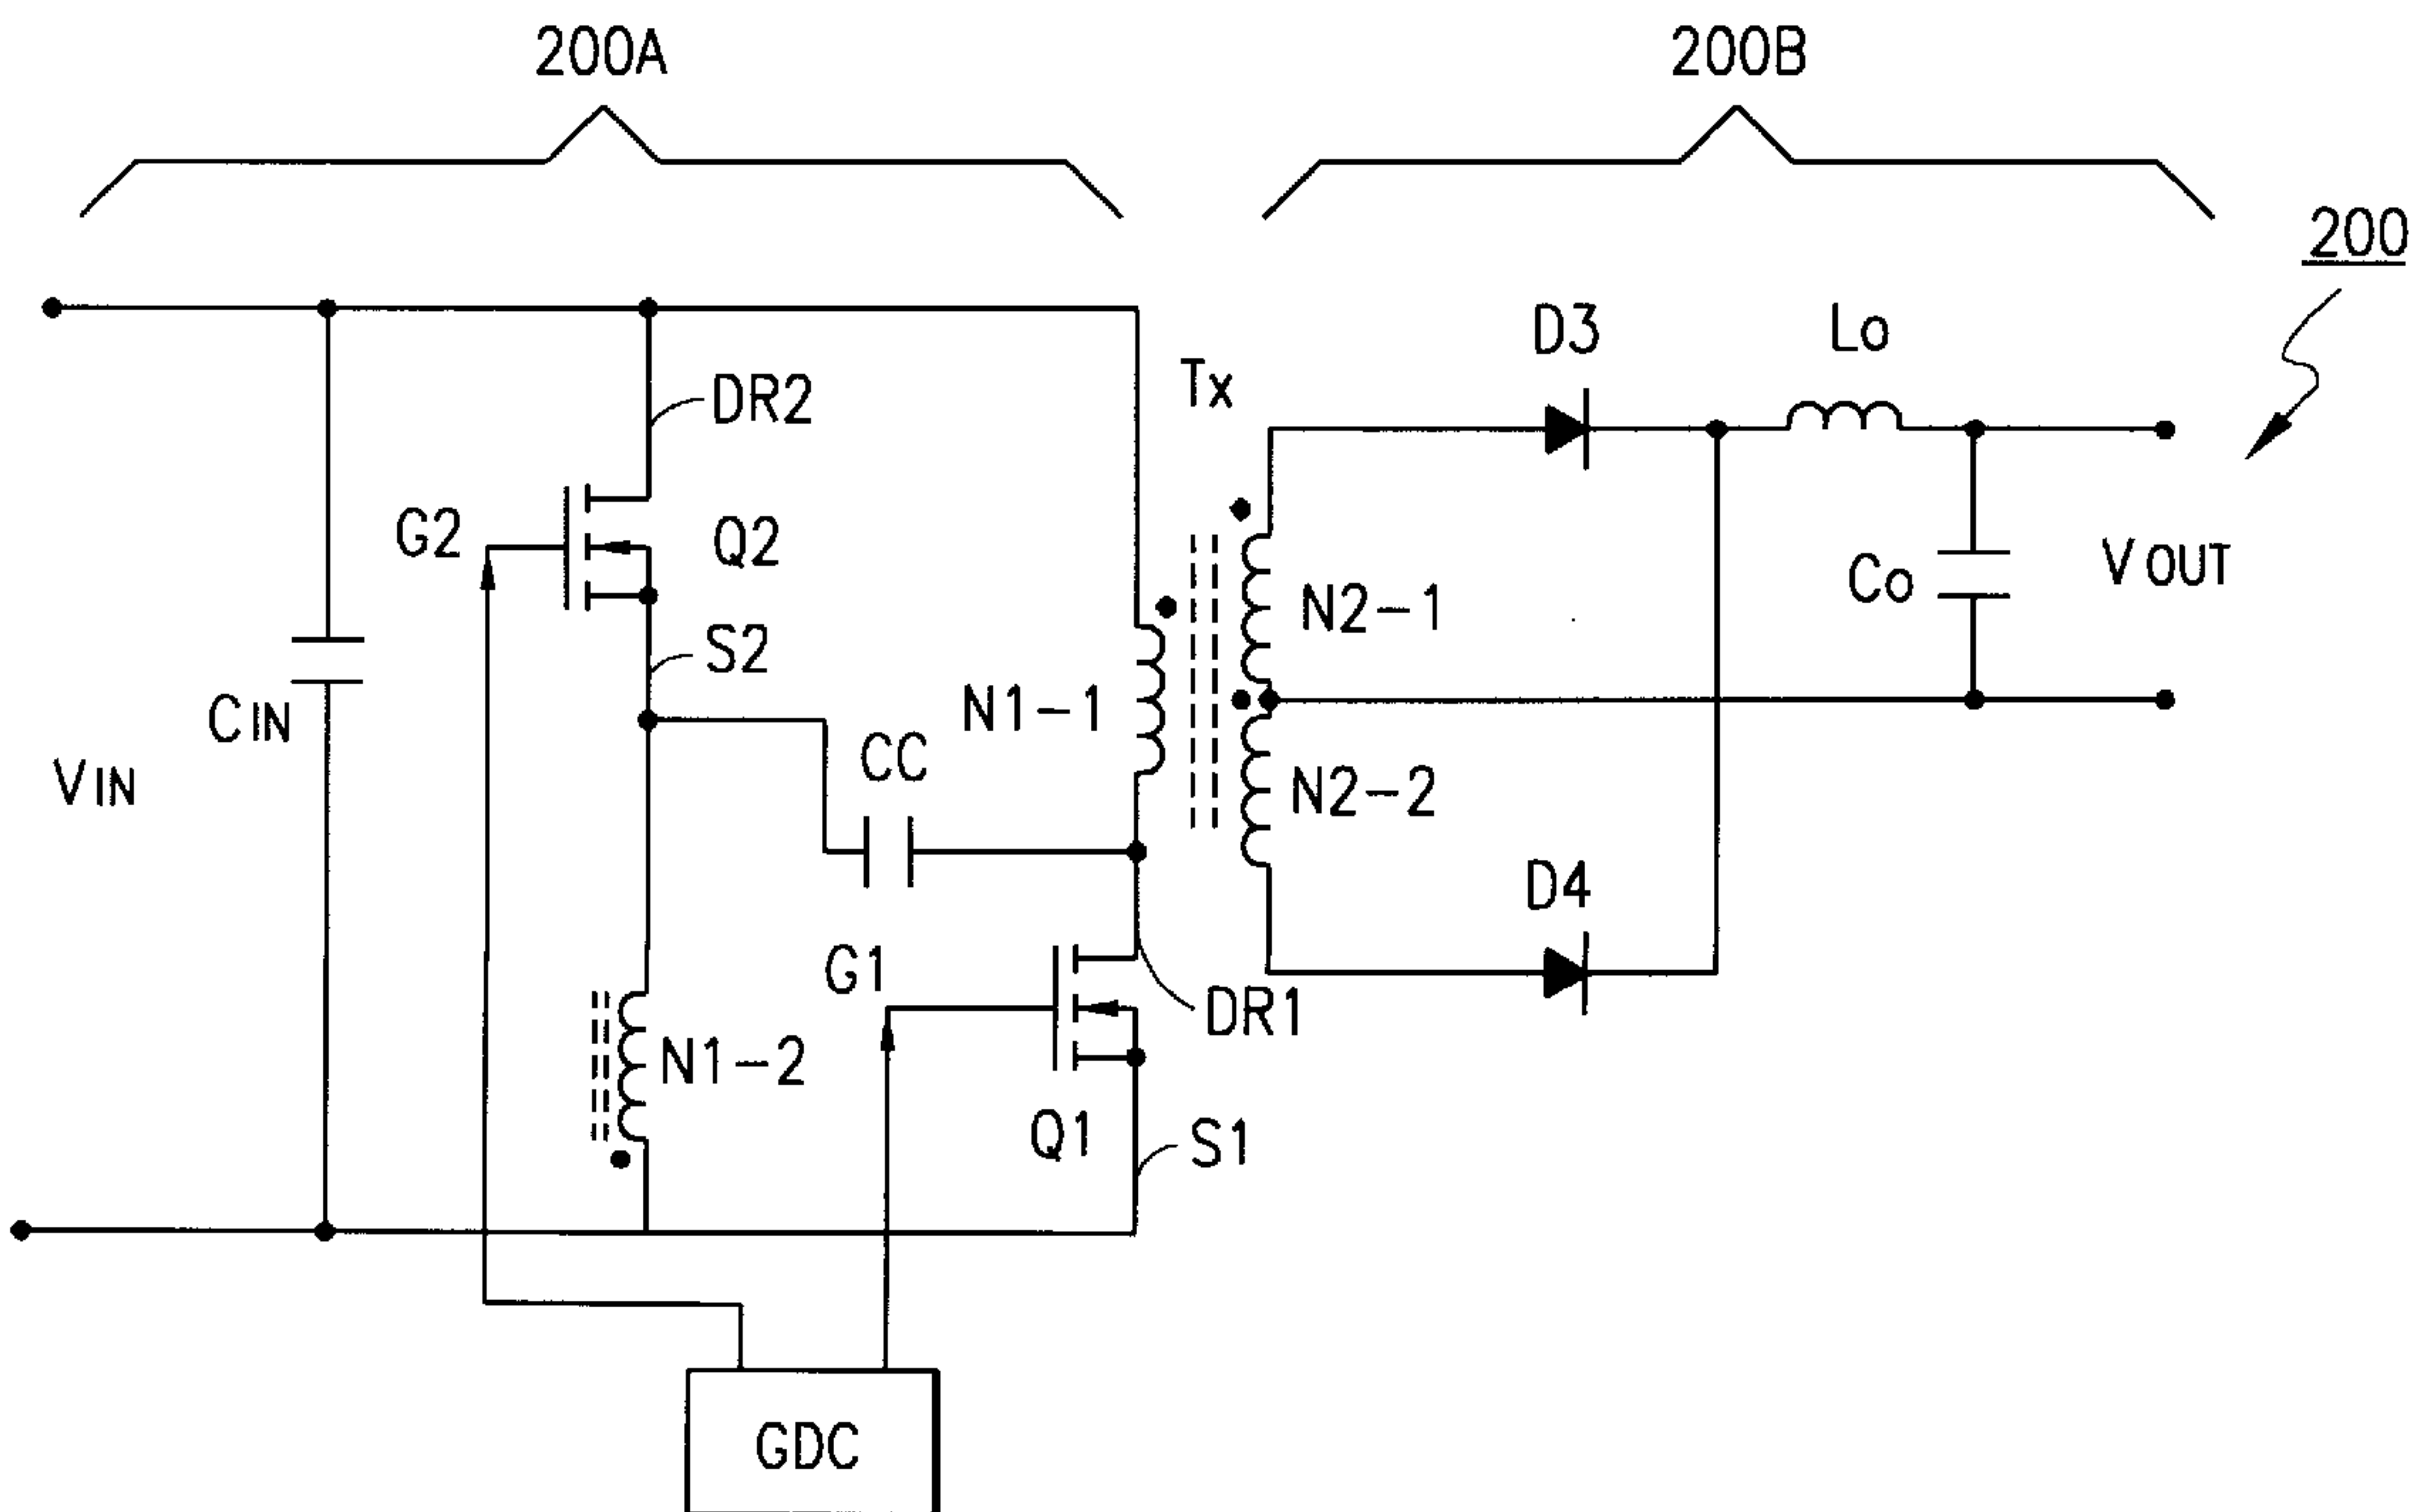 200A
200B
200
D3
Lo
Tx
DR2
G2
Q2
VOUT
Co
N2-1
S2
N1-1
CIN
CC
VIN
N2-2
D4
G1
DR1
N1-2
Q1
S1
GDC